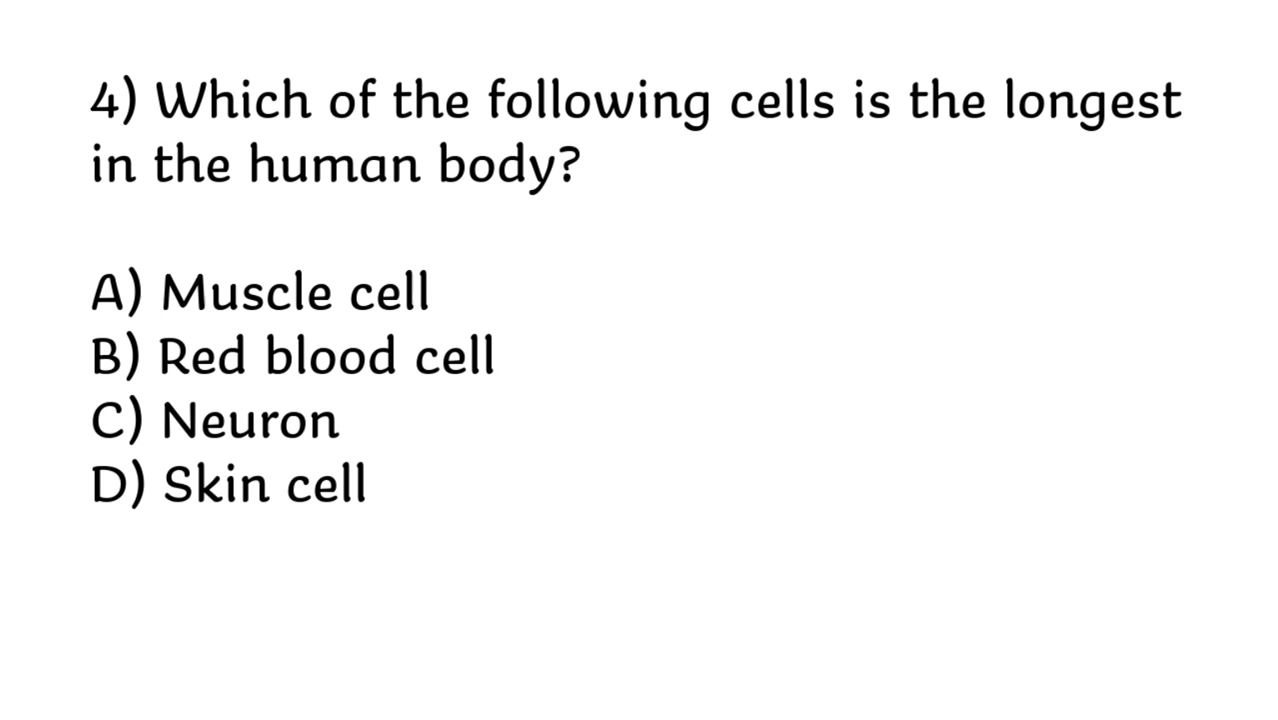 4) Which of the following cells is the longest
in the human body?
A) Muscle cell
B) Red blood cell
C) Neuron
D) Skin cell